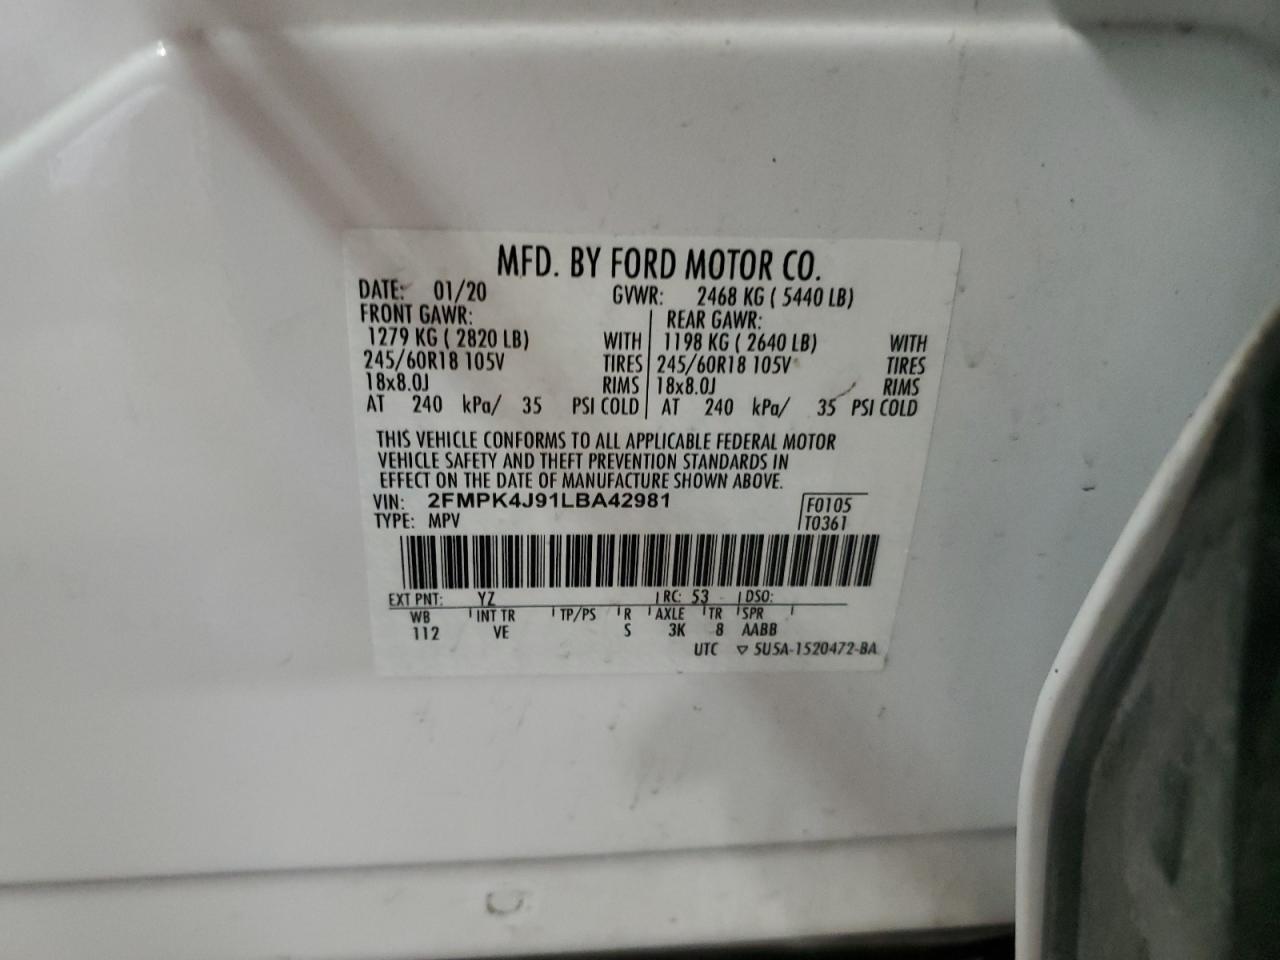 MFD. BY FORD MOTOR CO.
DATE: 01/20 GVWR: 2468 KG ( 5440 LB)
FRONT GAWR: REAR GAWR:
1279 KG ( 2820 LB) WITH 1198 KG ( 2640 LB) WITH
245/60R18 105V TIRES 245/60R18 105V TIRES
18x8.0J RIMS 18x8.0J RIMS
AT 240 kPa/ 35 PSI COLD AT 240 kPa/ 35 PSI COLD
THIS VEHICLE CONFORMS TO ALL APPLICABLE FEDERAL MOTOR
VEHICLE SAFETY AND THEFT PREVENTION STANDARDS IN
EFFECT ON THE DATE OF MANUFACTURE SHOWN ABOVE.
VIN: 2FMPK4J91LBA42981 F0105
TYPE: MPV T0361
EXT PNT: YZ RC: 53 DSO:
WB INT TR TP/PS R AXLE TR SPR
112 VE S 3K 8 AABB
UTC ▽ 5U5A-1520472-BA